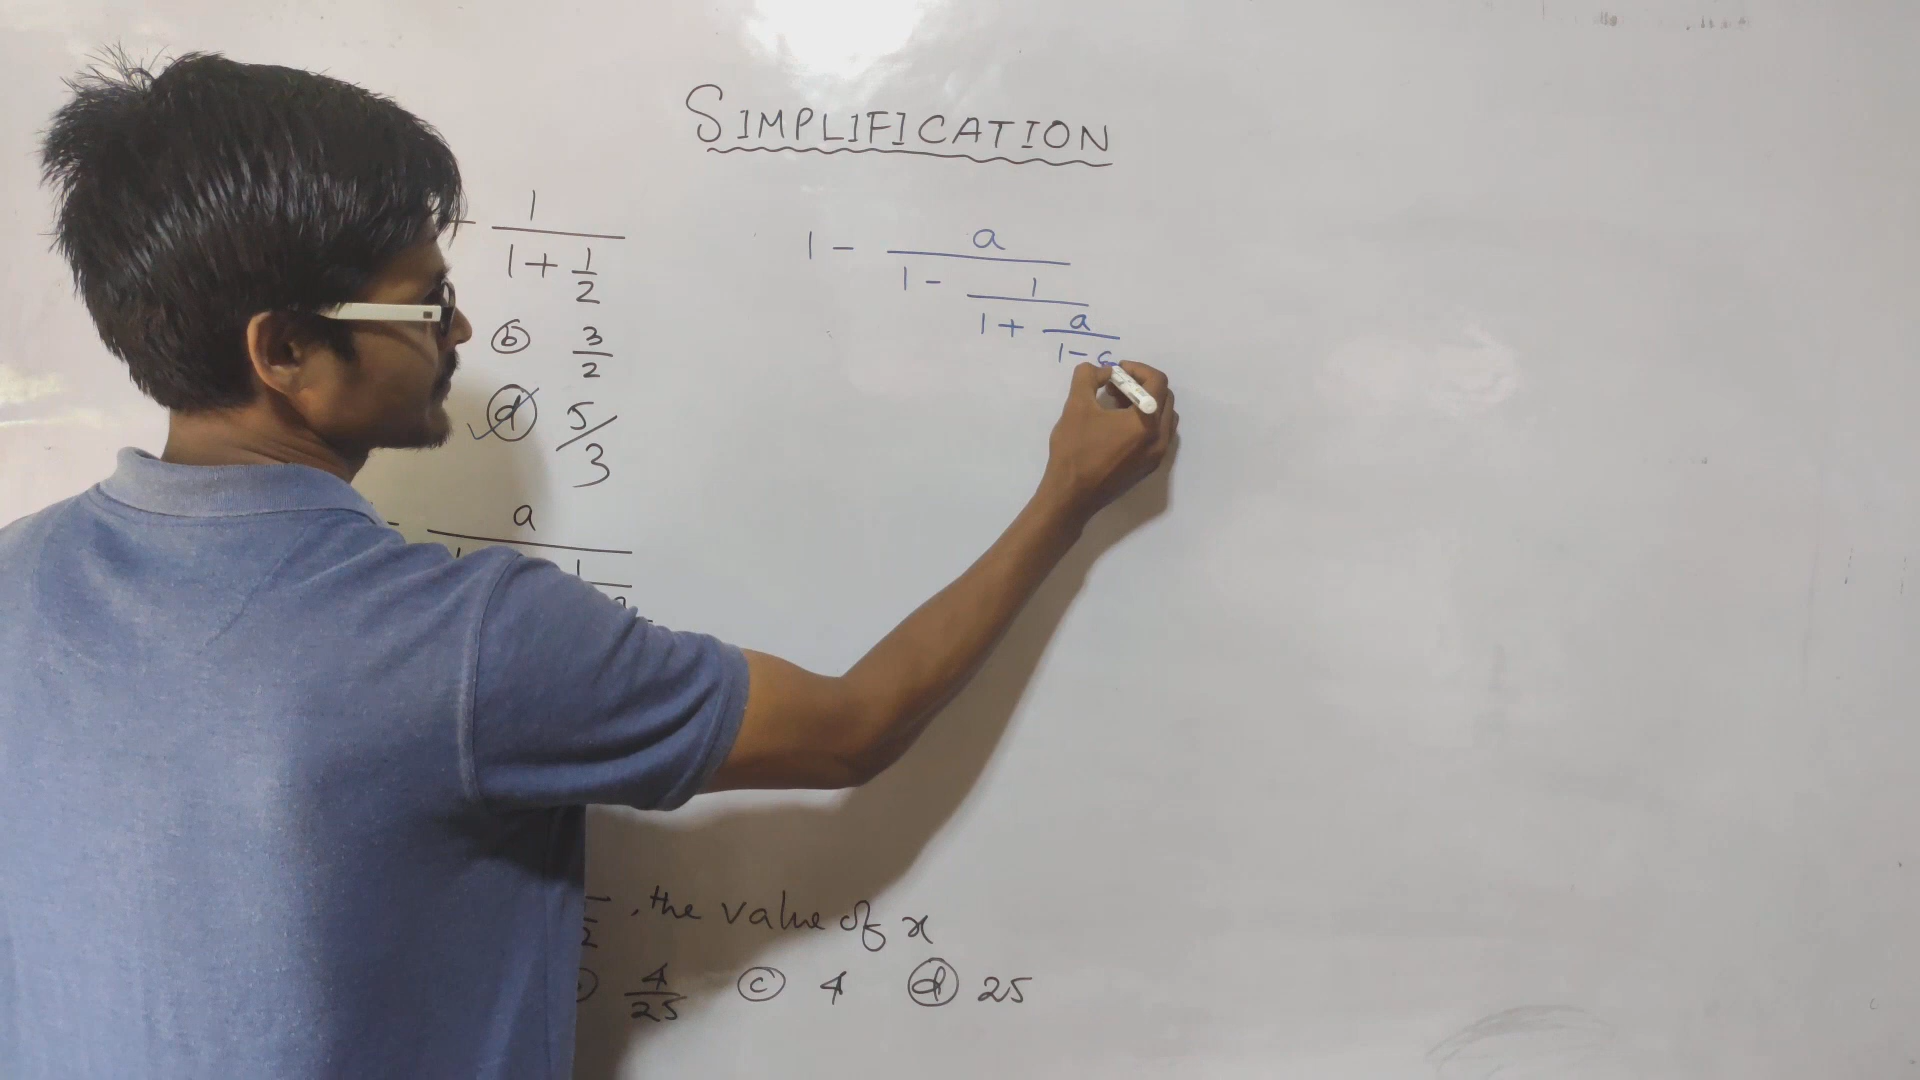 SIMPLIFICATION
- 1
1 + 1/2
ⓑ 3/2
ⓓ 5/3
1 - a
1 - 1
1 + a
1 -
- a
1
, the value of x
4/25 ⓒ 4 ⓓ 25